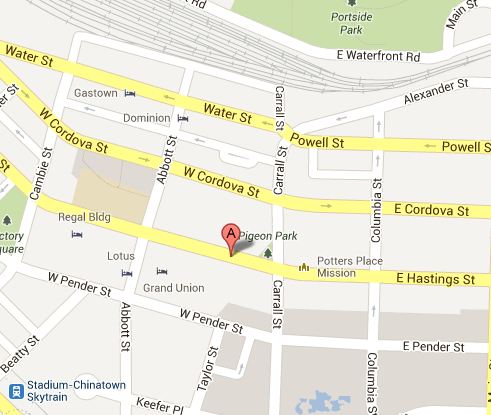 Portside
Park
Main St
Water St
E Waterfront Rd
Gastown
Alexander St
Water St
Carrall St
Dominion
Powell St
Powell S
W Cordova St
Abbott St
Cambie St
Carrall St
W Cordova St
Columbia St
E Cordova St
Regal Bldg
A
Pigeon Park
ctory
quare
Lotus
Potters Place
Mission
W Pender St
Grand Union
E Hastings St
Carrall St
Abbott St
W Pender St
E Pender St
Beatty St
Taylor St
Columbia St
Stadium-Chinatown
Skytrain
Keefer Pl